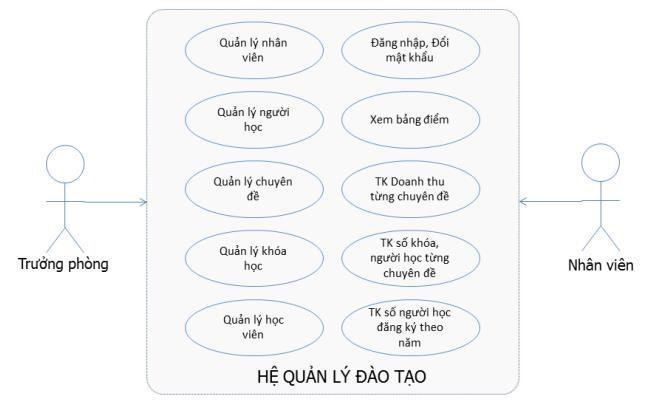 Quản lý nhân
viên
Đăng nhập, Đổi
mật khẩu
Quản lý người
học
Xem bảng điểm
Quản lý chuyên
đề
TK Doanh thu
từng chuyên đề
Quản lý khóa
học
TK số khóa,
người học từng
chuyên đề
Quản lý học
viên
TK số người học
đăng ký theo
năm
Trưởng phòng
Nhân viên
HỆ QUẢN LÝ ĐÀO TẠO